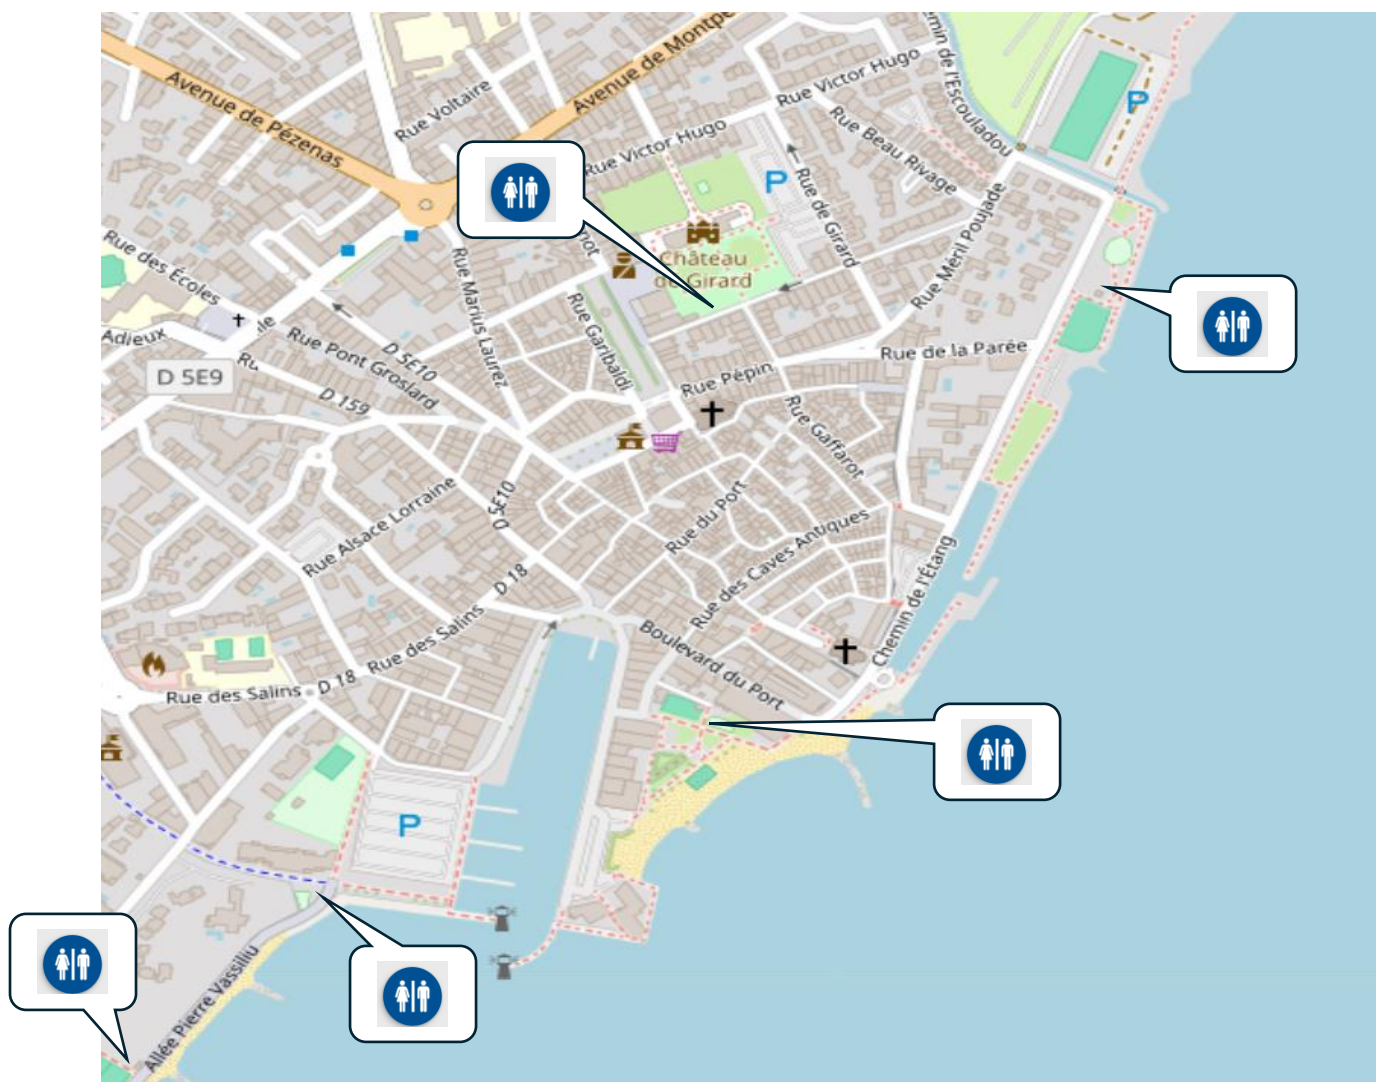 Avenue de Pézenas
Rue Voltaire
Avenue de Montpe
Rue Victor Hugo
Rue Victor Hugo
Rue Beau Rivage
emin de l'Escouladou
P
P
Rue de Girard
Rue Méril Poujade
Château
de Girard
not
Rue des Écoles
Adieux
D 5E9
Rue Marius Laurez
Rue Garibaldi
D 5E10
Rue Pont Groslard
D 159
Rue Pépin
Rue de la Parée
Rue Gaffarot
Rue Alsace Lorraine
D 5E10
Rue du Port
Rue des Caves Antiques
D 18
Rue des Salins
Boulevard du Port
Chemin de l'Étang
Rue des Salins
D 18
P
Allée Pierre Vassiliu